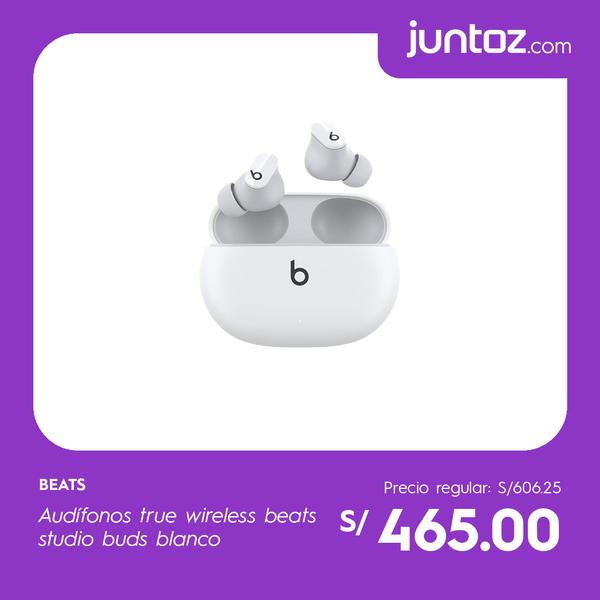 juntoz.com
b
b
b
BEATS
Audífonos true wireless beats
studio buds blanco
Precio regular: S/606.25
S/ 465.00